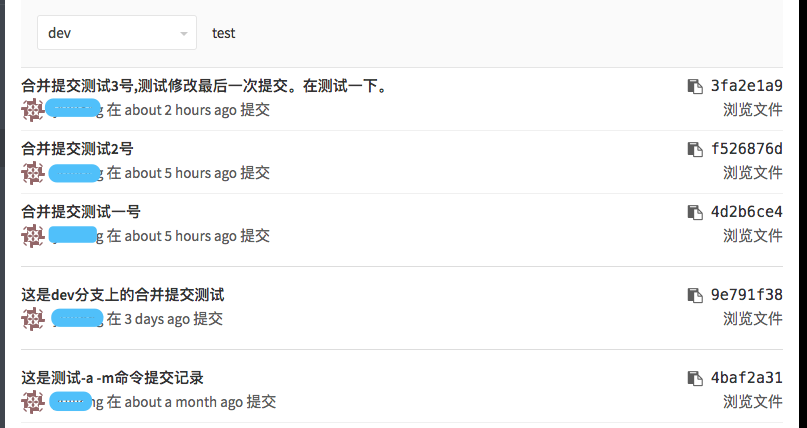 dev test
合并提交测试3号,测试修改最后一次提交。在测试一下。 3fa2e1a9
在 about 2 hours ago 提交 浏览文件
合并提交测试2号 f526876d
在 about 5 hours ago 提交 浏览文件
合并提交测试一号 4d2b6ce4
在 about 5 hours ago 提交 浏览文件
这是dev分支上的合并提交测试 9e791f38
在 3 days ago 提交 浏览文件
这是测试-a -m命令提交记录 4baf2a31
在 about a month ago 提交 浏览文件